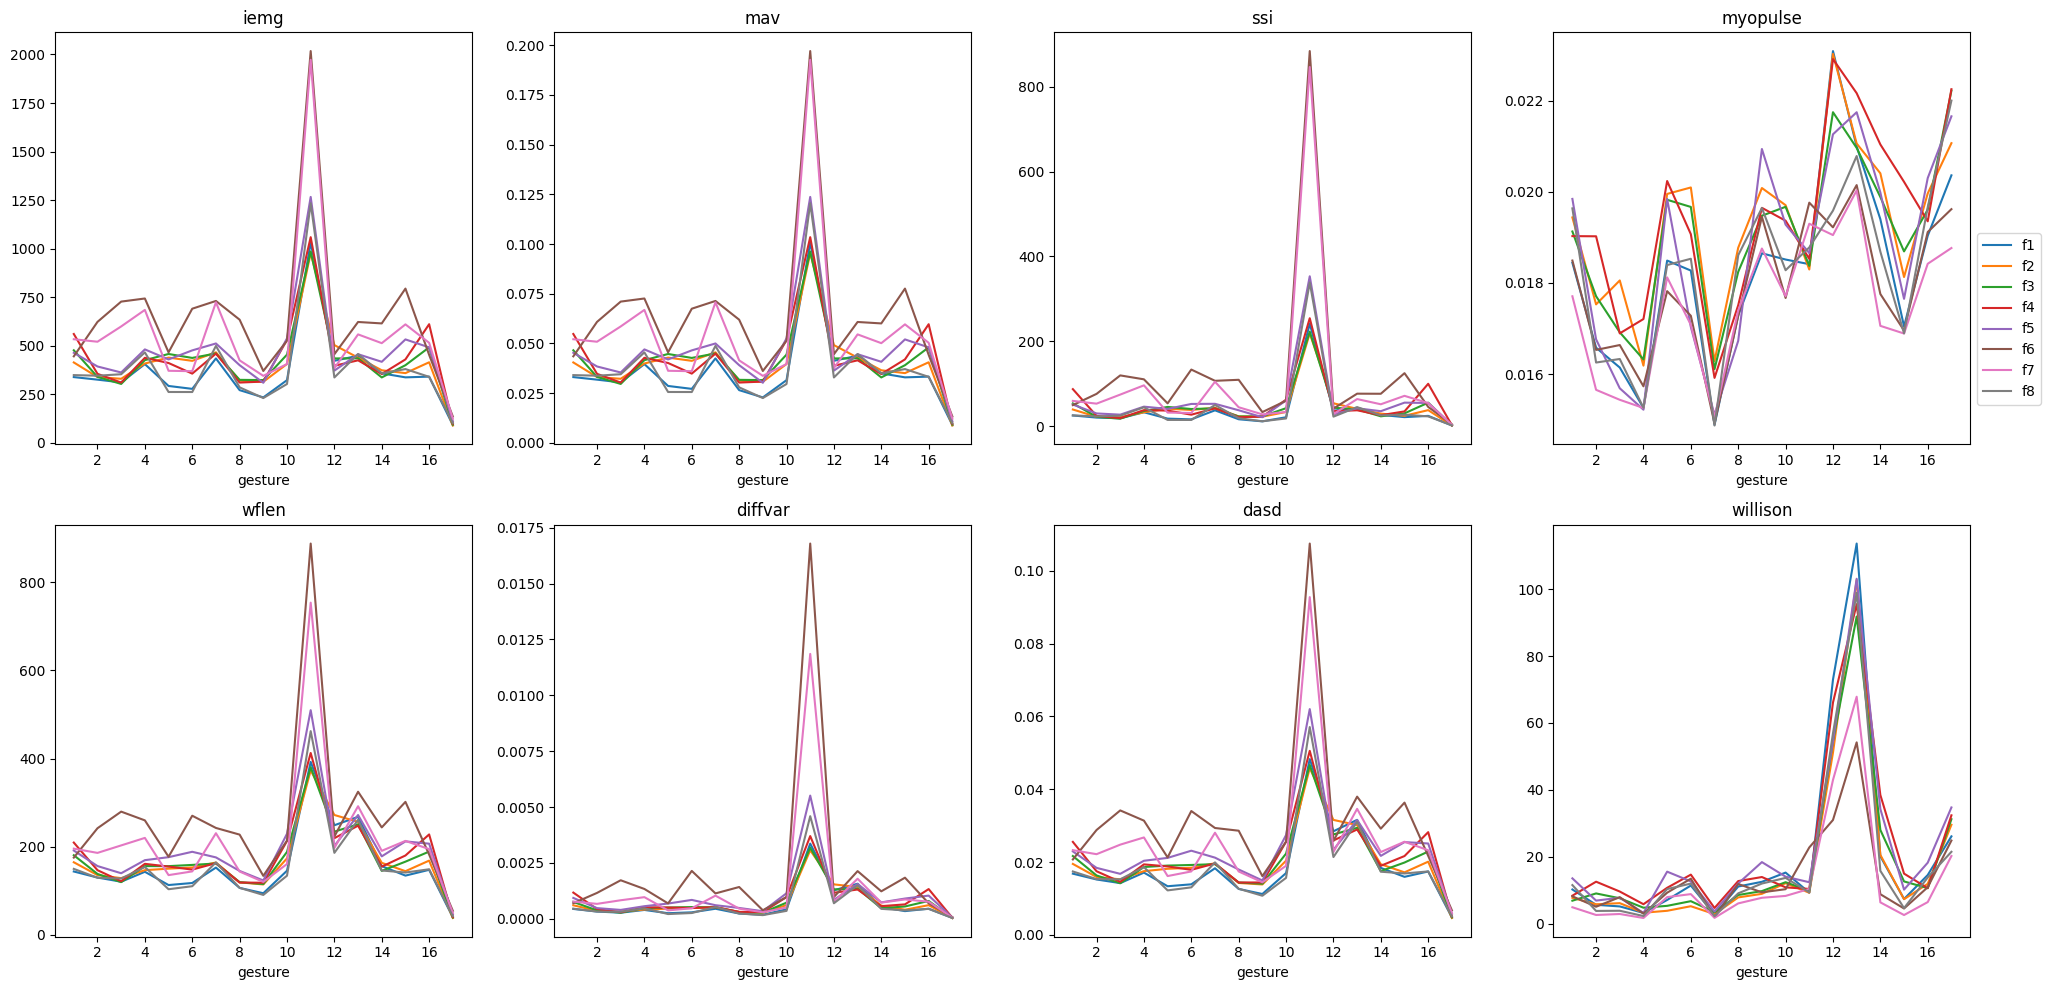 iemg
2000
1750
1500
1250
1000
750
500
250
0
2 4 6 8 10 12 14 16
gesture
mav
0.200
0.175
0.150
0.125
0.100
0.075
0.050
0.025
0.000
2 4 6 8 10 12 14 16
gesture
ssi
800
600
400
200
0
2 4 6 8 10 12 14 16
gesture
myopulse
0.022
0.020
0.018
0.016
2 4 6 8 10 12 14 16
gesture
f1
f2
f3
f4
f5
f6
f7
f8
wflen
800
600
400
200
0
2 4 6 8 10 12 14 16
gesture
diffvar
0.0175
0.0150
0.0125
0.0100
0.0075
0.0050
0.0025
0.0000
2 4 6 8 10 12 14 16
gesture
dasd
0.10
0.08
0.06
0.04
0.02
0.00
2 4 6 8 10 12 14 16
gesture
willison
100
80
60
40
20
0
2 4 6 8 10 12 14 16
gesture